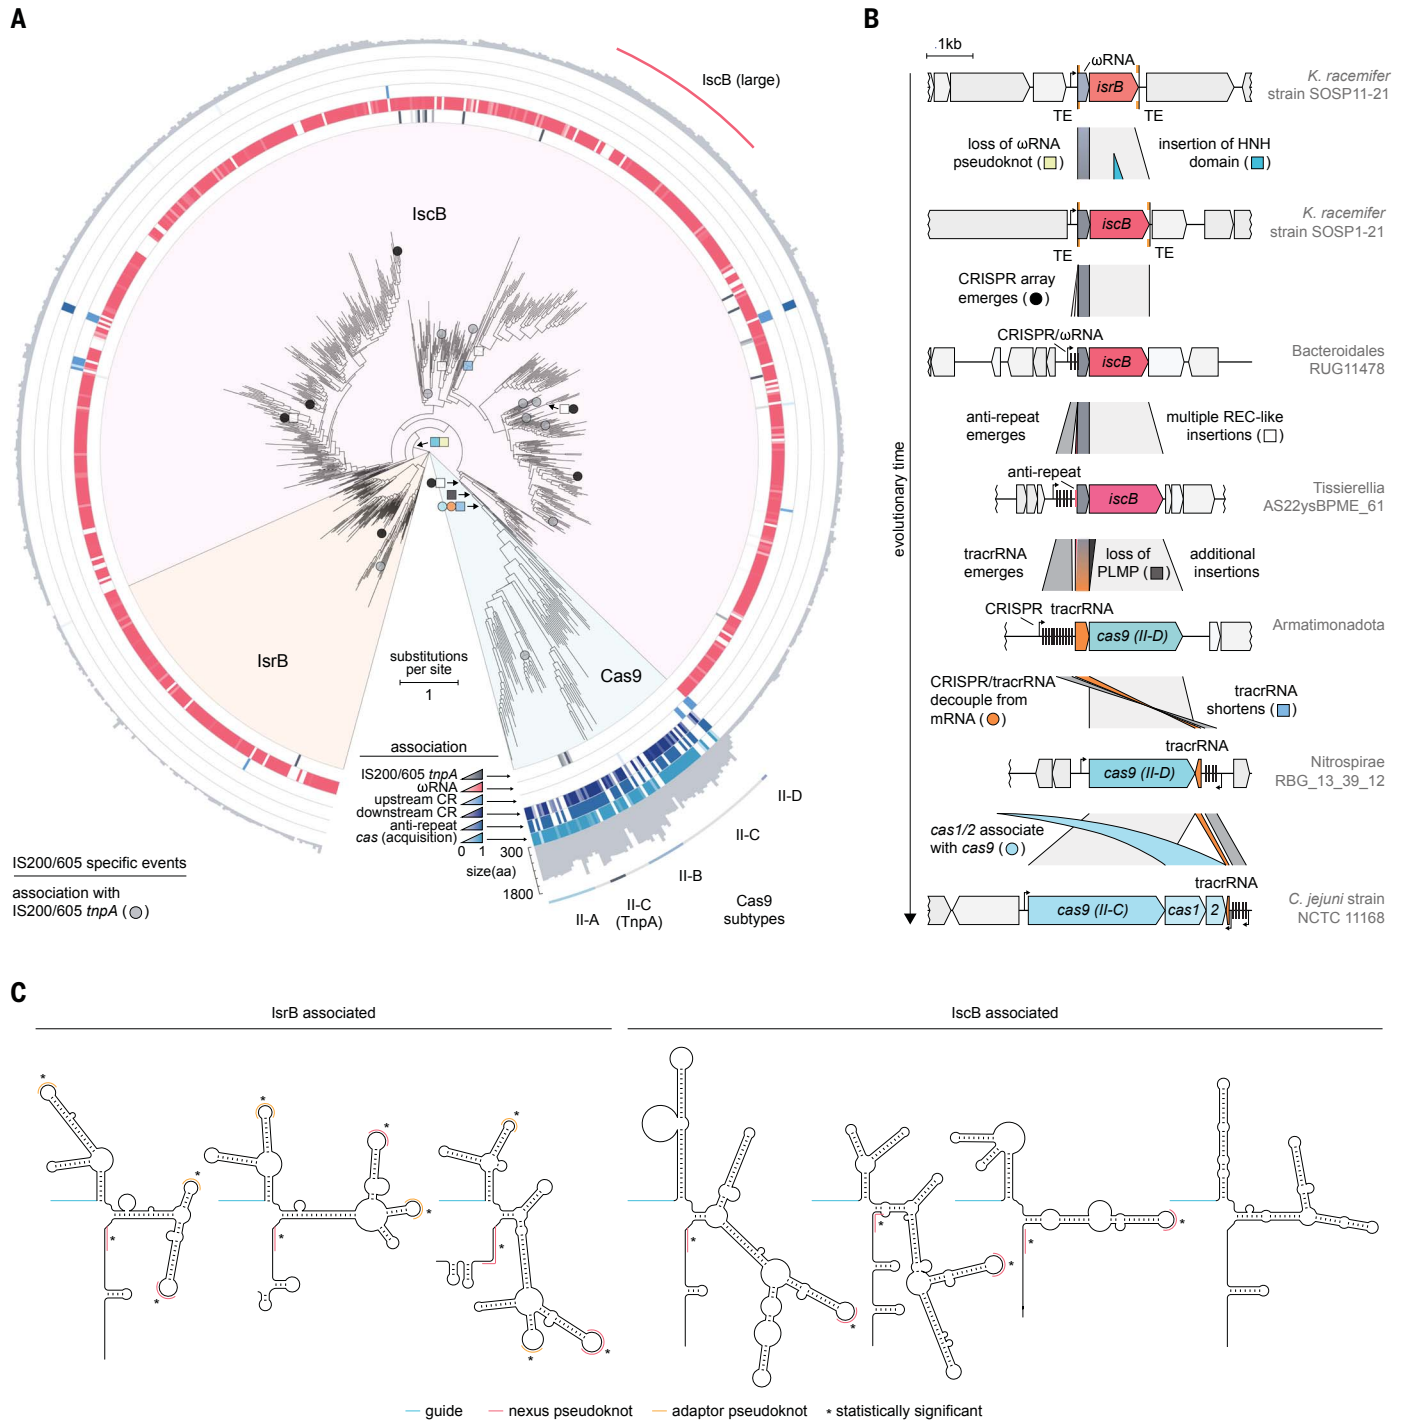 A
IscB (large)
IscB
IsrB
Cas9
substitutions
per site
1
association
IS200/605 tnpA
ωRNA
upstream CR
downstream CR
anti-repeat
cas (acquisition)
0 1 300
size(aa)
1800
II-D
II-C
II-B
II-C
(TnpA)
II-A
Cas9
subtypes
IS200/605 specific events
association with
IS200/605 tnpA ( )
B
1kb
ωRNA
isrB
TE TE
K. racemifer
strain SOSP11-21
loss of ωRNA
pseudoknot ( )
insertion of HNH
domain ( )
iscB
TE TE
K. racemifer
strain SOSP1-21
CRISPR array
emerges ( )
CRISPR/ωRNA
iscB
Bacteroidales
RUG11478
anti-repeat
emerges
multiple REC-like
insertions ( )
anti-repeat
iscB
Tissierellia
AS22ysBPME_61
evolutionary time
tracrRNA
emerges
loss of
PLMP ( )
additional
insertions
CRISPR tracrRNA
cas9 (II-D)
Armatimonadota
CRISPR/tracrRNA
decouple from
mRNA ( )
tracrRNA
shortens ( )
tracrRNA
cas9 (II-D)
Nitrospirae
RBG_13_39_12
cas1/2 associate
with cas9 ( )
tracrRNA
cas9 (II-C) cas1 2
C. jejuni strain
NCTC 11168
C
IsrB associated
IscB associated
* * * * * * * * * * * * * * * * * *
guide nexus pseudoknot adaptor pseudoknot * statistically significant